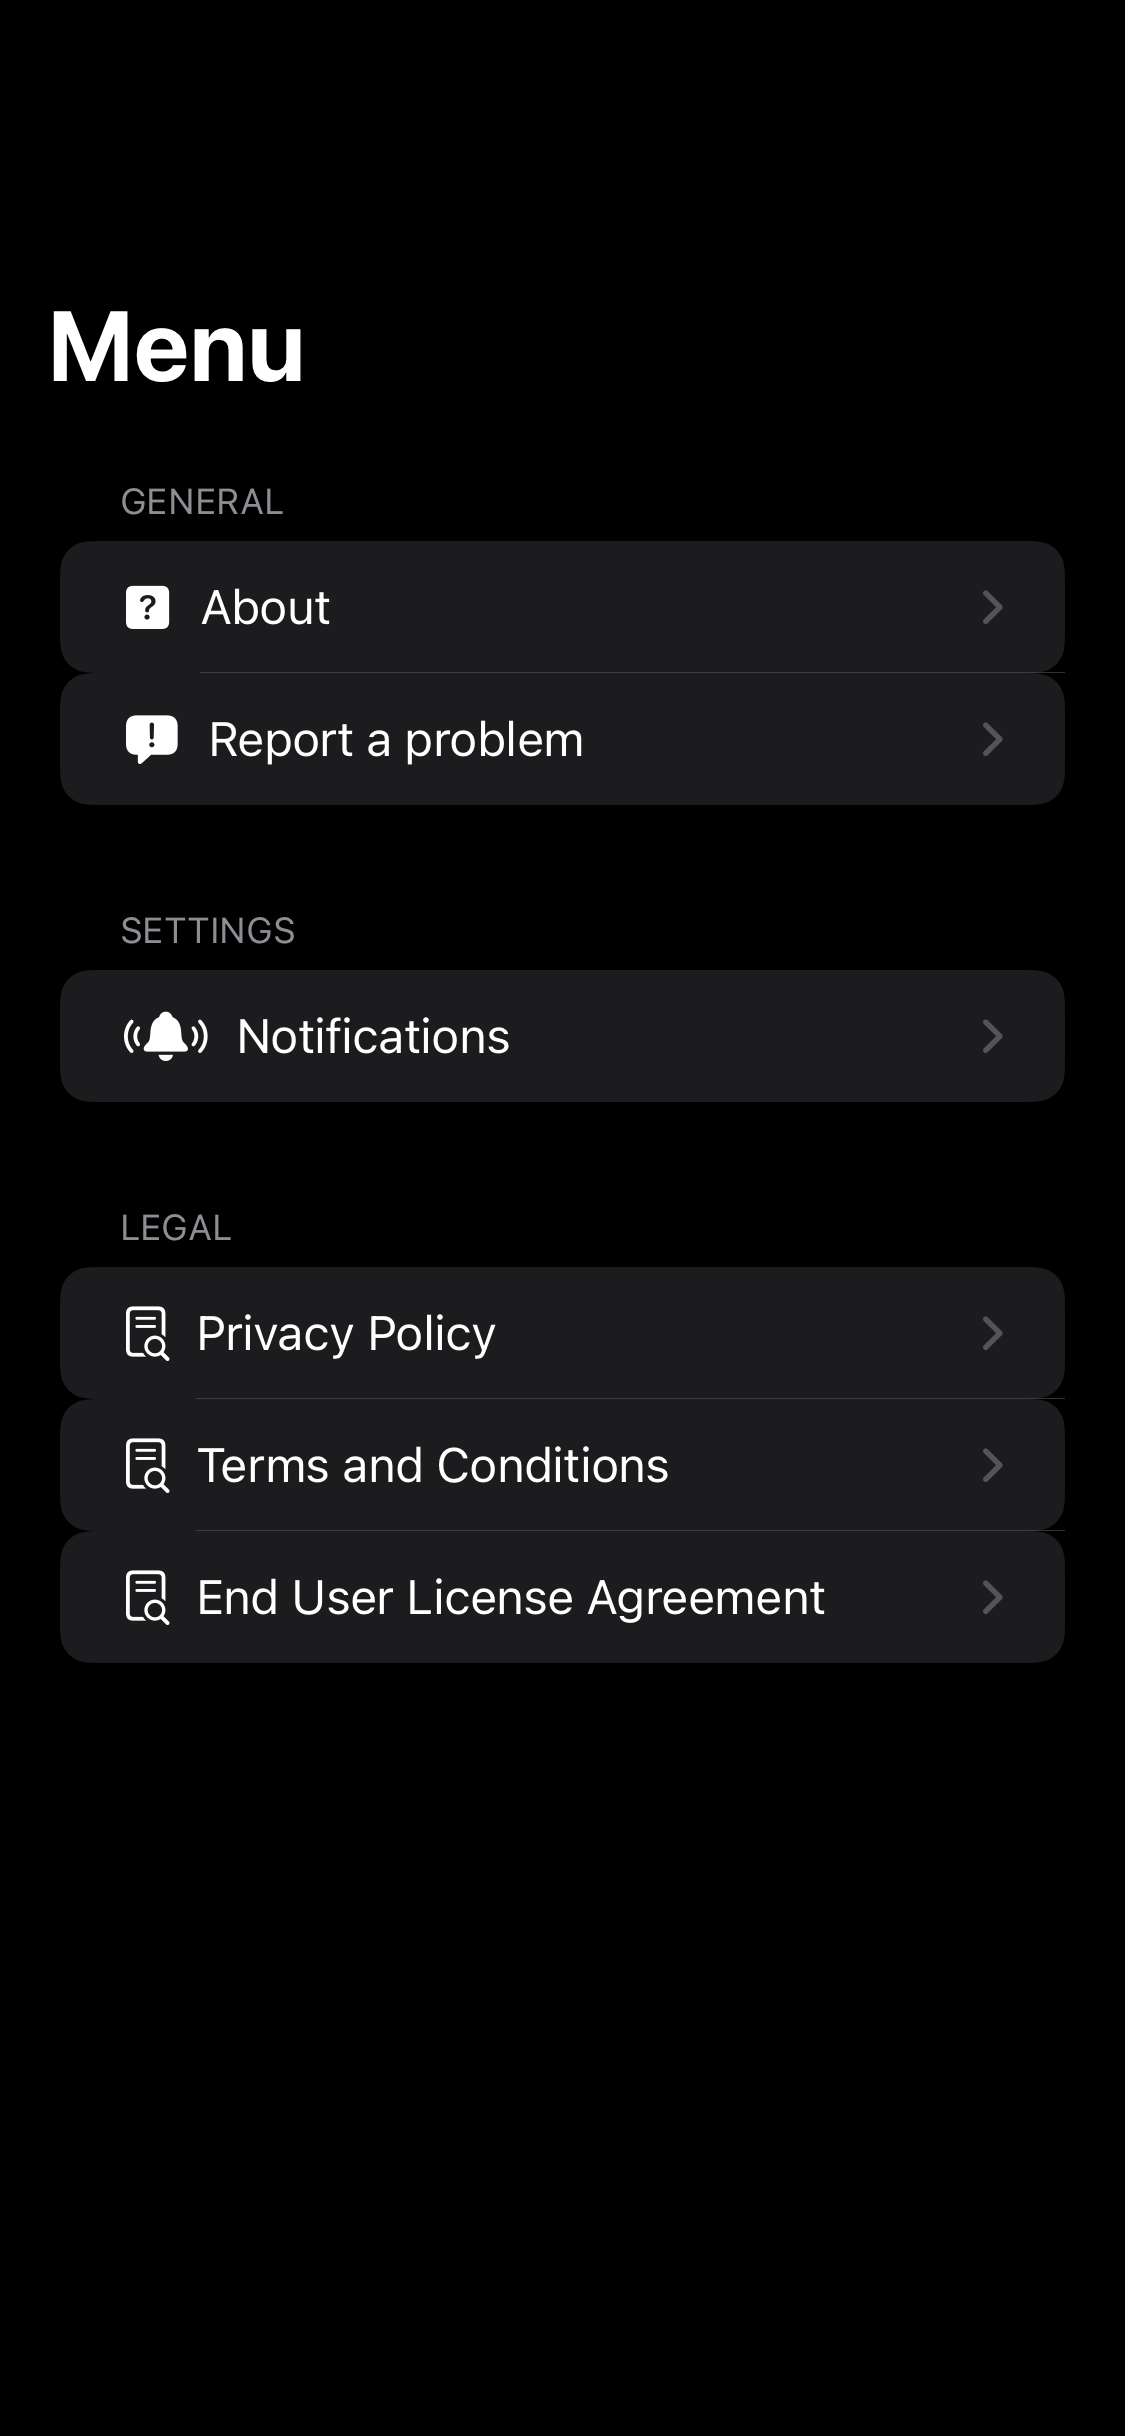 Menu
GENERAL
About
Report a problem
SETTINGS
Notifications
LEGAL
Privacy Policy
Terms and Conditions
End User License Agreement